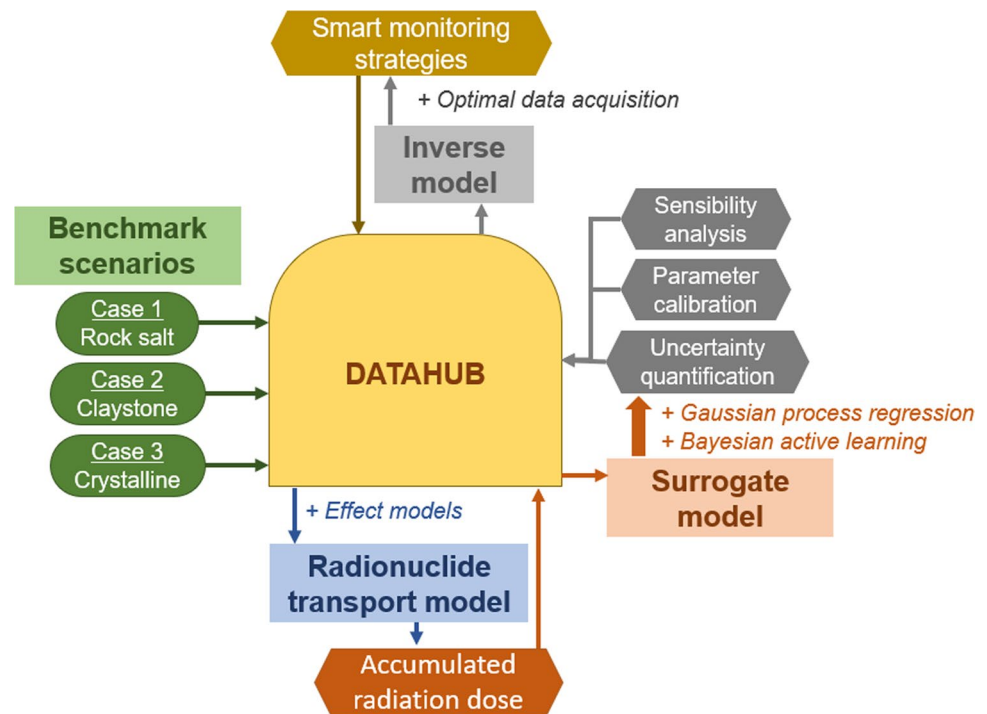 Smart monitoring
strategies
+ Optimal data acquisition
Inverse
model
Benchmark
scenarios
Case 1
Rock salt
Case 2
Claystone
Case 3
Crystalline
DATAHUB
Sensibility
analysis
Parameter
calibration
Uncertainty
quantification
+ Gaussian process regression
+ Bayesian active learning
Surrogate
model
+ Effect models
Radionuclide
transport model
Accumulated
radiation dose